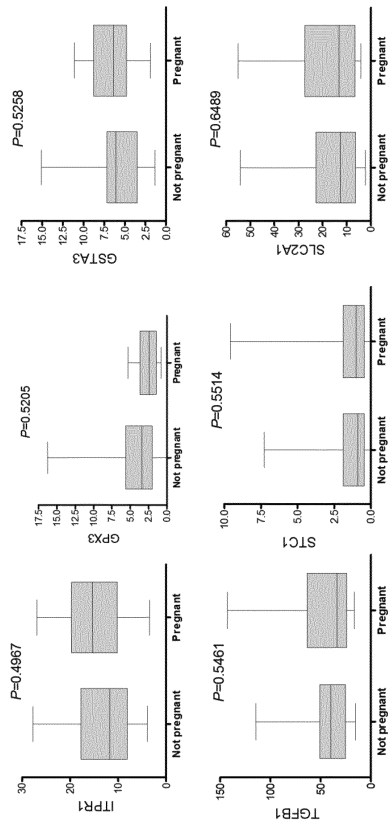 P=0.4967
ITPR1
30
20
10
0
Not pregnant
Pregnant
P=0.5205
GPX3
17.5
15.0
12.5
10.0
7.5
5.0
2.5
0.0
Not pregnant
Pregnant
P=0.5258
GSTA3
17.5
15.0
12.5
10.0
7.5
5.0
2.5
0.0
Not pregnant
Pregnant
P=0.5461
TGFB1
150
100
50
0
Not pregnant
Pregnant
P=0.5514
STC1
10.0
7.5
5.0
2.5
0.0
Not pregnant
Pregnant
P=0.6489
SLC2A1
60
50
40
30
20
10
0
Not pregnant
Pregnant